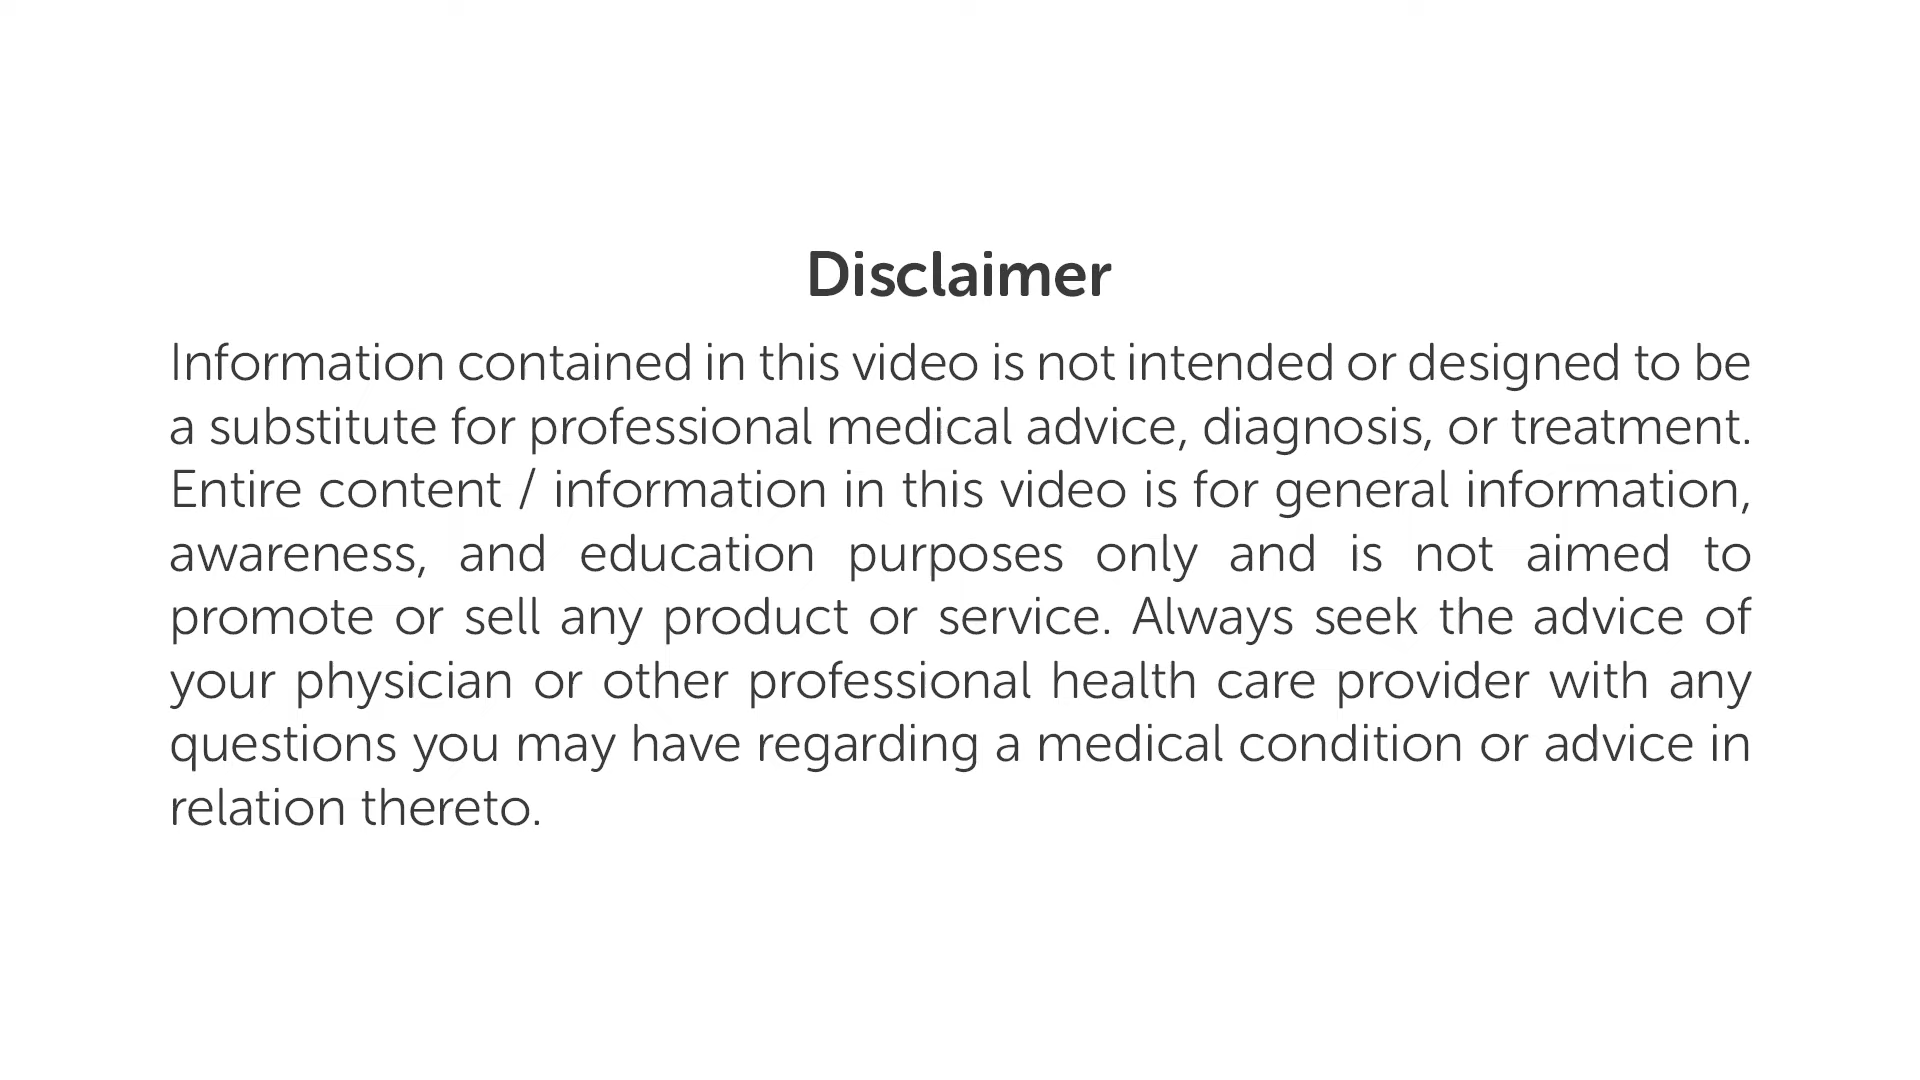 Disclaimer
Information contained in this video is not intended or designed to be
a substitute for professional medical advice, diagnosis, or treatment.
Entire content / information in this video is for general information,
awareness, and education purposes only and is not aimed to
promote or sell any product or service. Always seek the advice of
your physician or other professional health care provider with any
questions you may have regarding a medical condition or advice in
relation thereto.